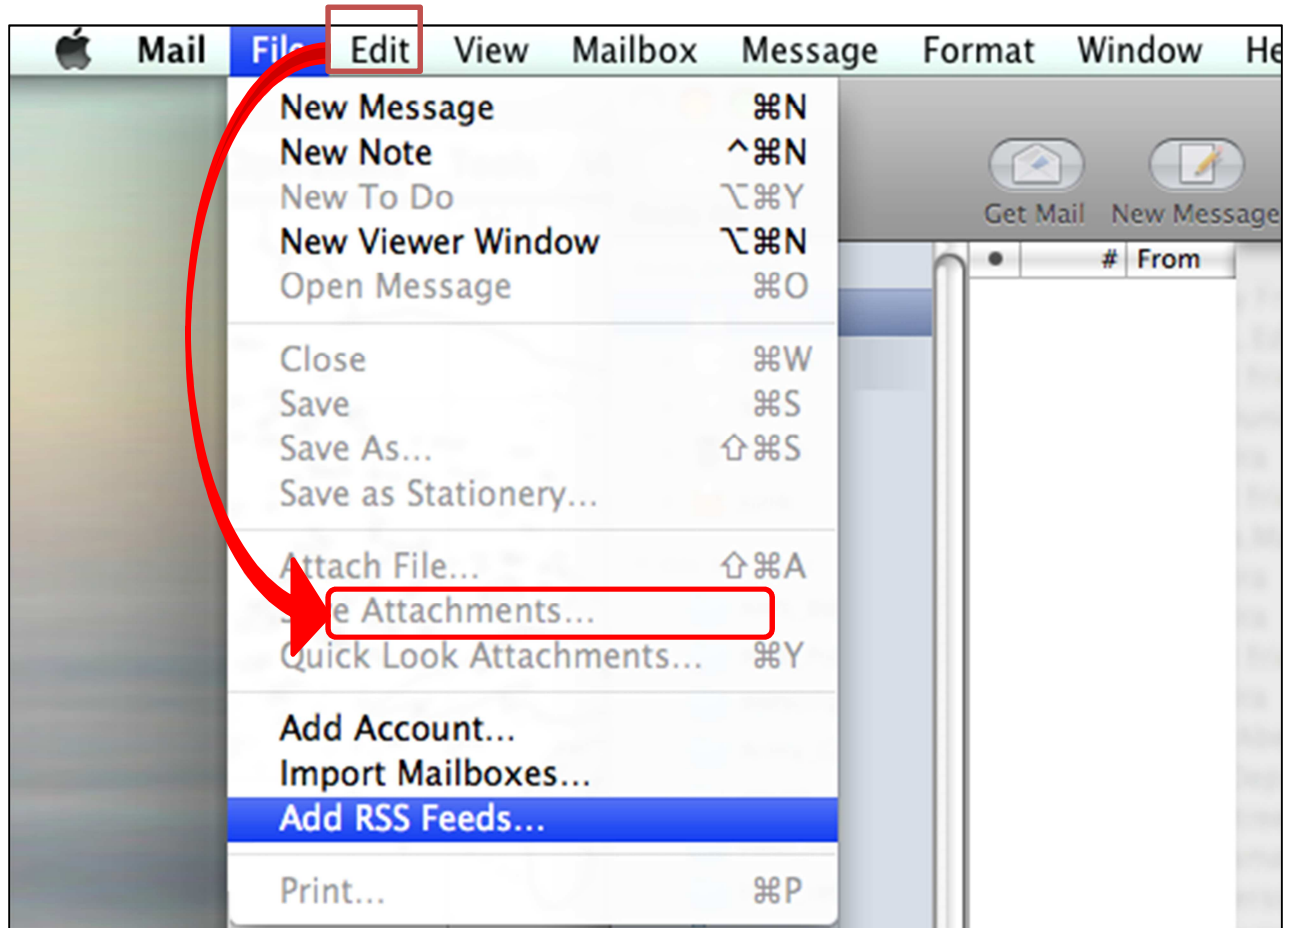 Mail File Edit View Mailbox Message Format Window He
New Message ⌘N
New Note ^⌘N
New To Do ⌥⌘Y
New Viewer Window ⌥⌘N
Open Message ⌘O
Close ⌘W
Save ⌘S
Save As... ⇧⌘S
Save as Stationery...
Attach File... ⇧⌘A
Attachments...
Quick Look Attachments... ⌘Y
Add Account...
Import Mailboxes...
Add RSS Feeds...
Print... ⌘P
Get Mail New Message
# From